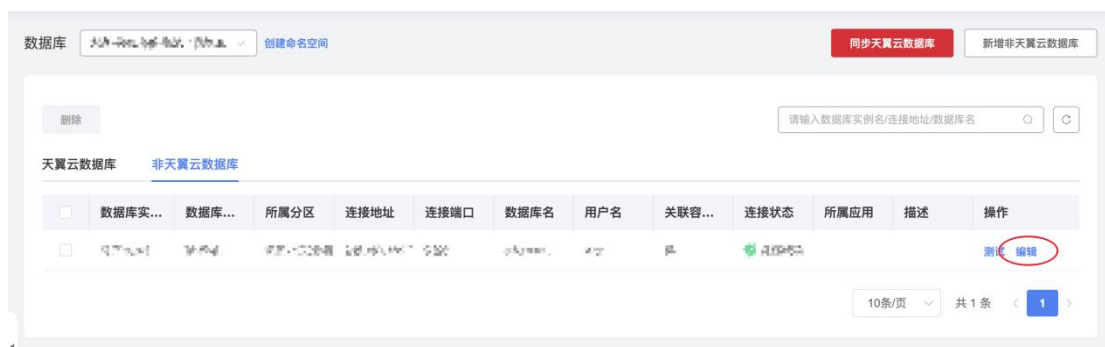 数据库 创建命名空间 同步天翼云数据库 新增非天翼云数据库
删除 请输入数据库实例名/连接地址/数据库名
天翼云数据库 非天翼云数据库
数据库实... 数据库... 所属分区 连接地址 连接端口 数据库名 用户名 关联容... 连接状态 所属应用 描述 操作
测试 编辑
10条/页 共 1 条 < 1 >